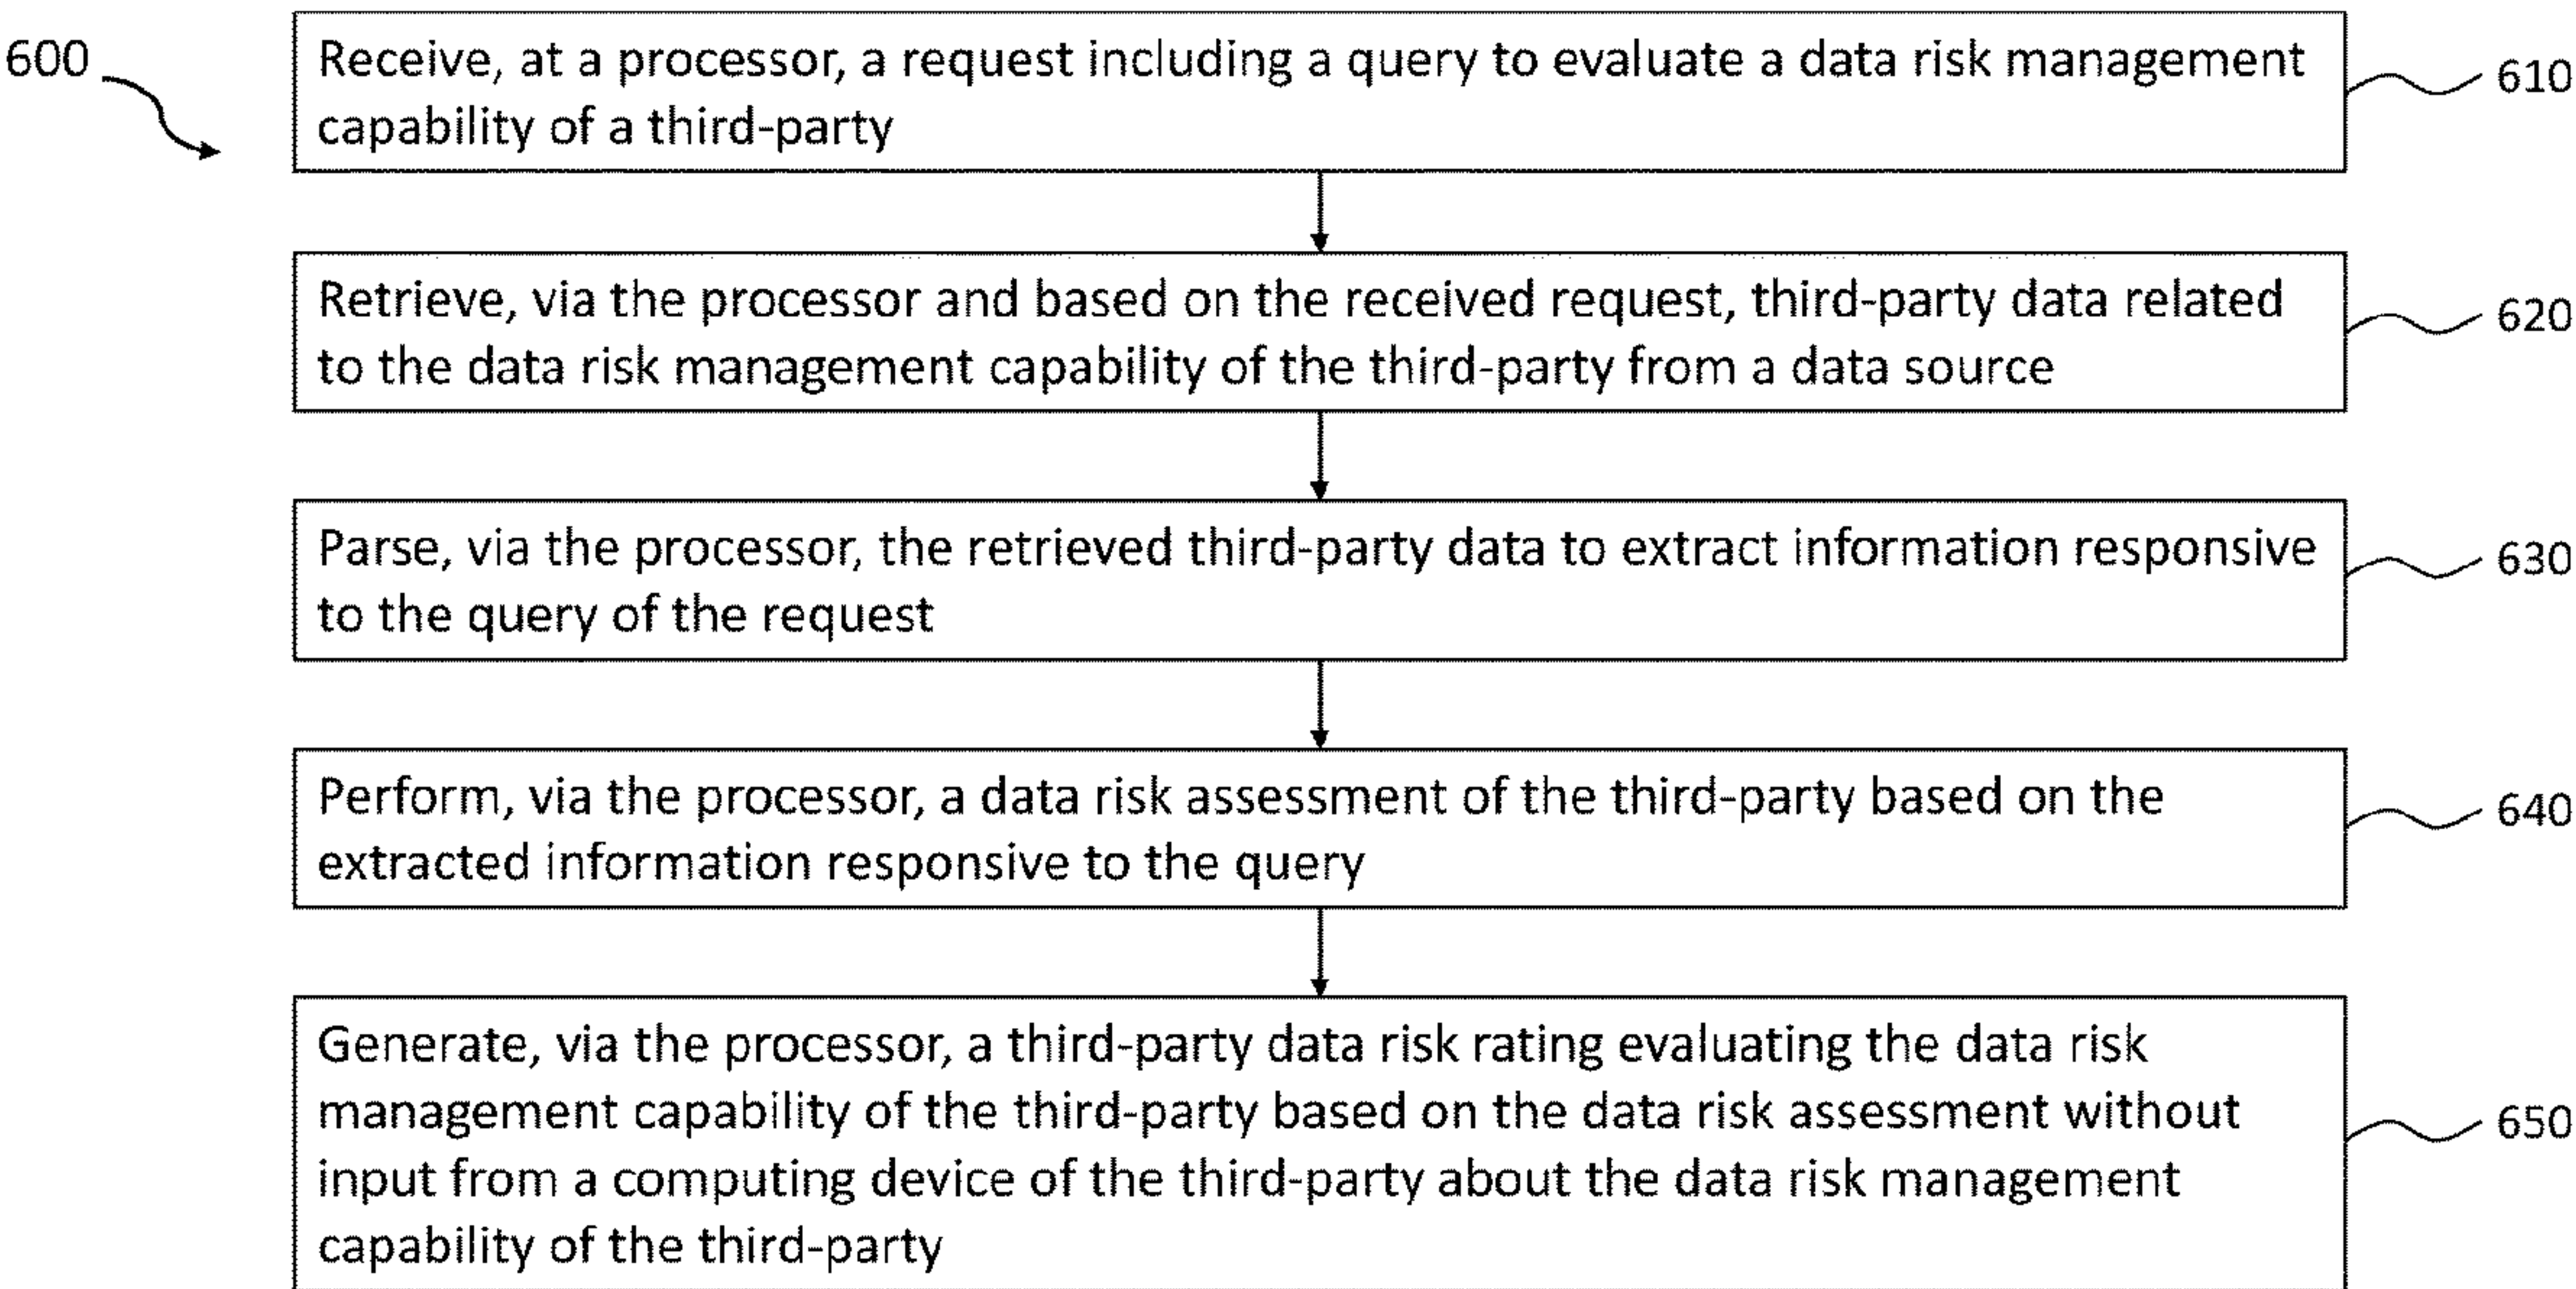 600
Receive, at a processor, a request including a query to evaluate a data risk management
capability of a third-party
610
Retrieve, via the processor and based on the received request, third-party data related
to the data risk management capability of the third-party from a data source
620
Parse, via the processor, the retrieved third-party data to extract information responsive
to the query of the request
630
Perform, via the processor, a data risk assessment of the third-party based on the
extracted information responsive to the query
640
Generate, via the processor, a third-party data risk rating evaluating the data risk
management capability of the third-party based on the data risk assessment without
input from a computing device of the third-party about the data risk management
capability of the third-party
650